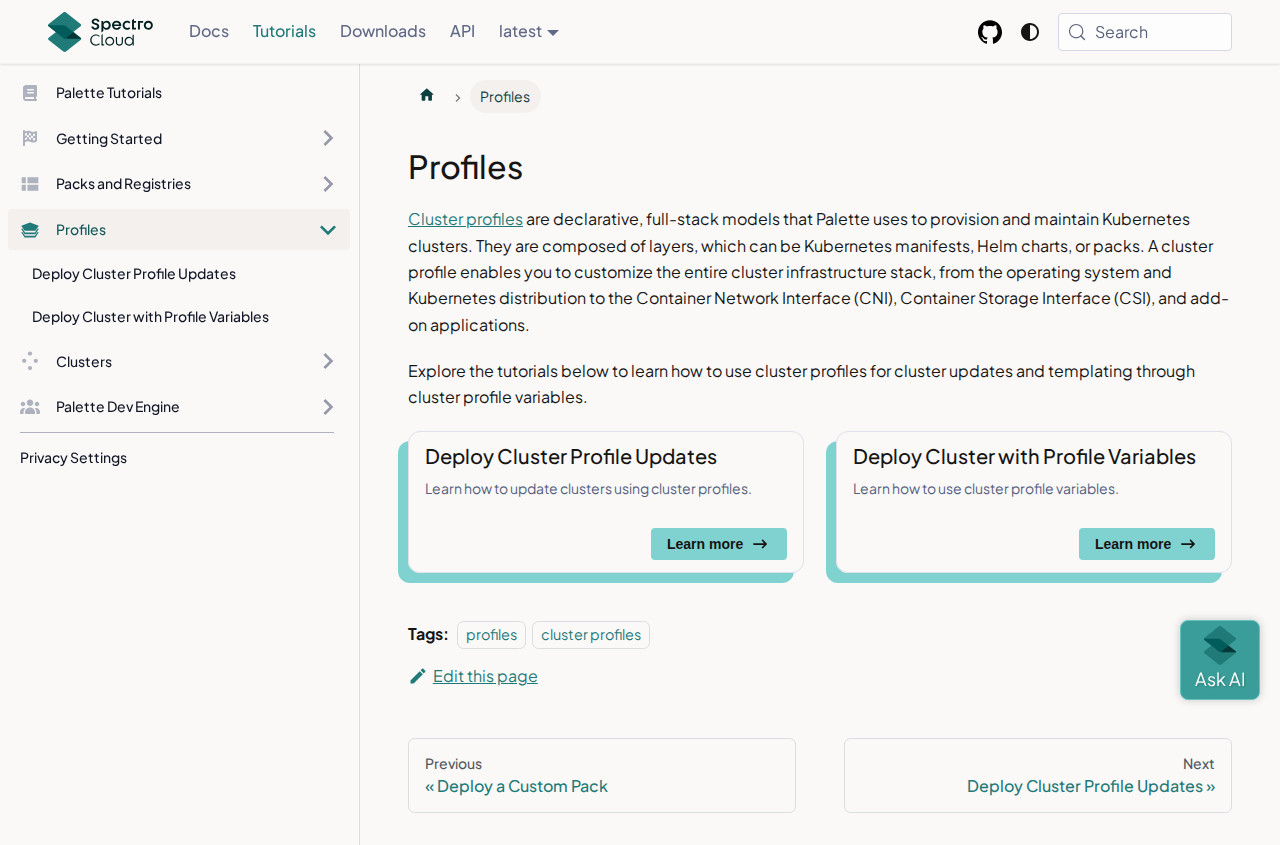 Spectro
Cloud
Docs
Tutorials
Downloads
API
latest
Search
Palette Tutorials
Getting Started
Packs and Registries
Profiles
Deploy Cluster Profile Updates
Deploy Cluster with Profile Variables
Clusters
Palette Dev Engine
Privacy Settings
Profiles
Profiles
Cluster profiles are declarative, full-stack models that Palette uses to provision and maintain Kubernetes
clusters. They are composed of layers, which can be Kubernetes manifests, Helm charts, or packs. A cluster
profile enables you to customize the entire cluster infrastructure stack, from the operating system and
Kubernetes distribution to the Container Network Interface (CNI), Container Storage Interface (CSI), and add-
on applications.
Explore the tutorials below to learn how to use cluster profiles for cluster updates and templating through
cluster profile variables.
Deploy Cluster Profile Updates
Learn how to update clusters using cluster profiles.
Learn more
Deploy Cluster with Profile Variables
Learn how to use cluster profile variables.
Learn more
Tags: profiles cluster profiles
Edit this page
Ask AI
Previous
« Deploy a Custom Pack
Next
Deploy Cluster Profile Updates »